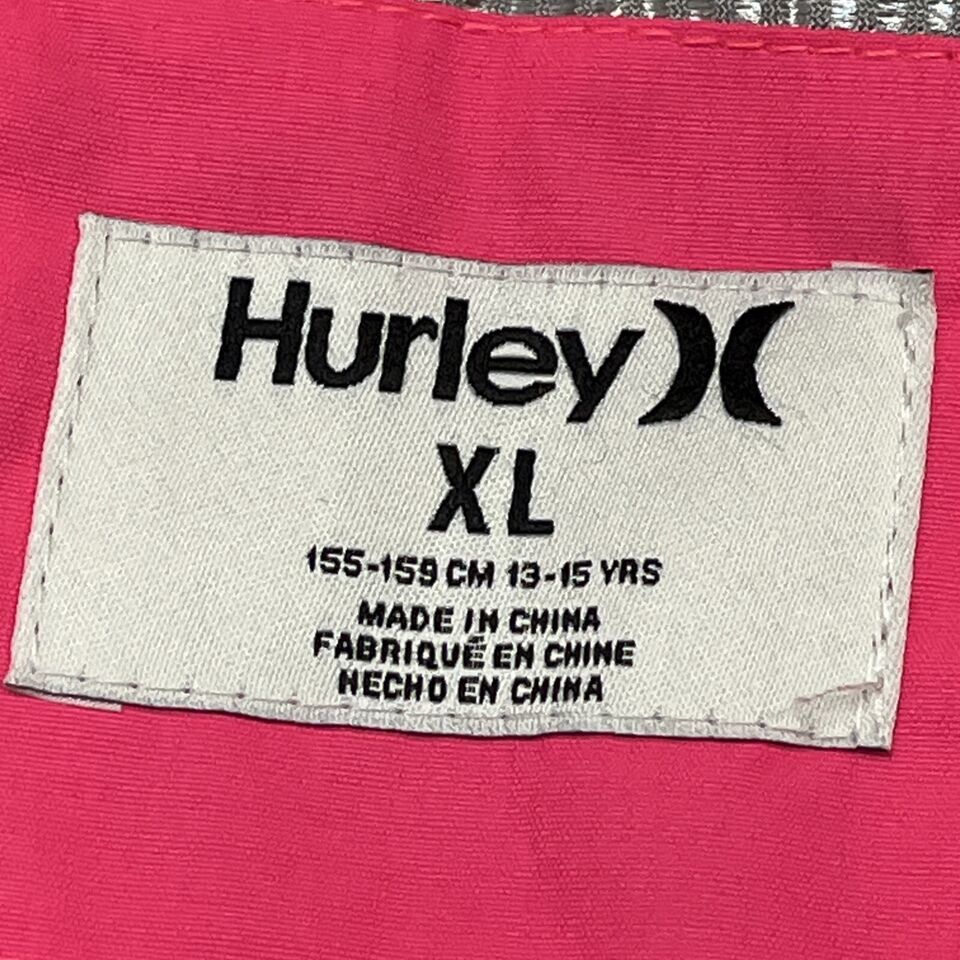 Hurley
XL
155-159 CM 13-15 YRS
MADE IN CHINA
FABRIQUÉ EN CHINE
HECHO EN CHINA